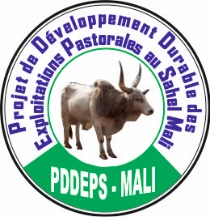 Projet de Développement Durable des
Exploitations Pastorales au Sahel Mali
PDDEPS - MALI